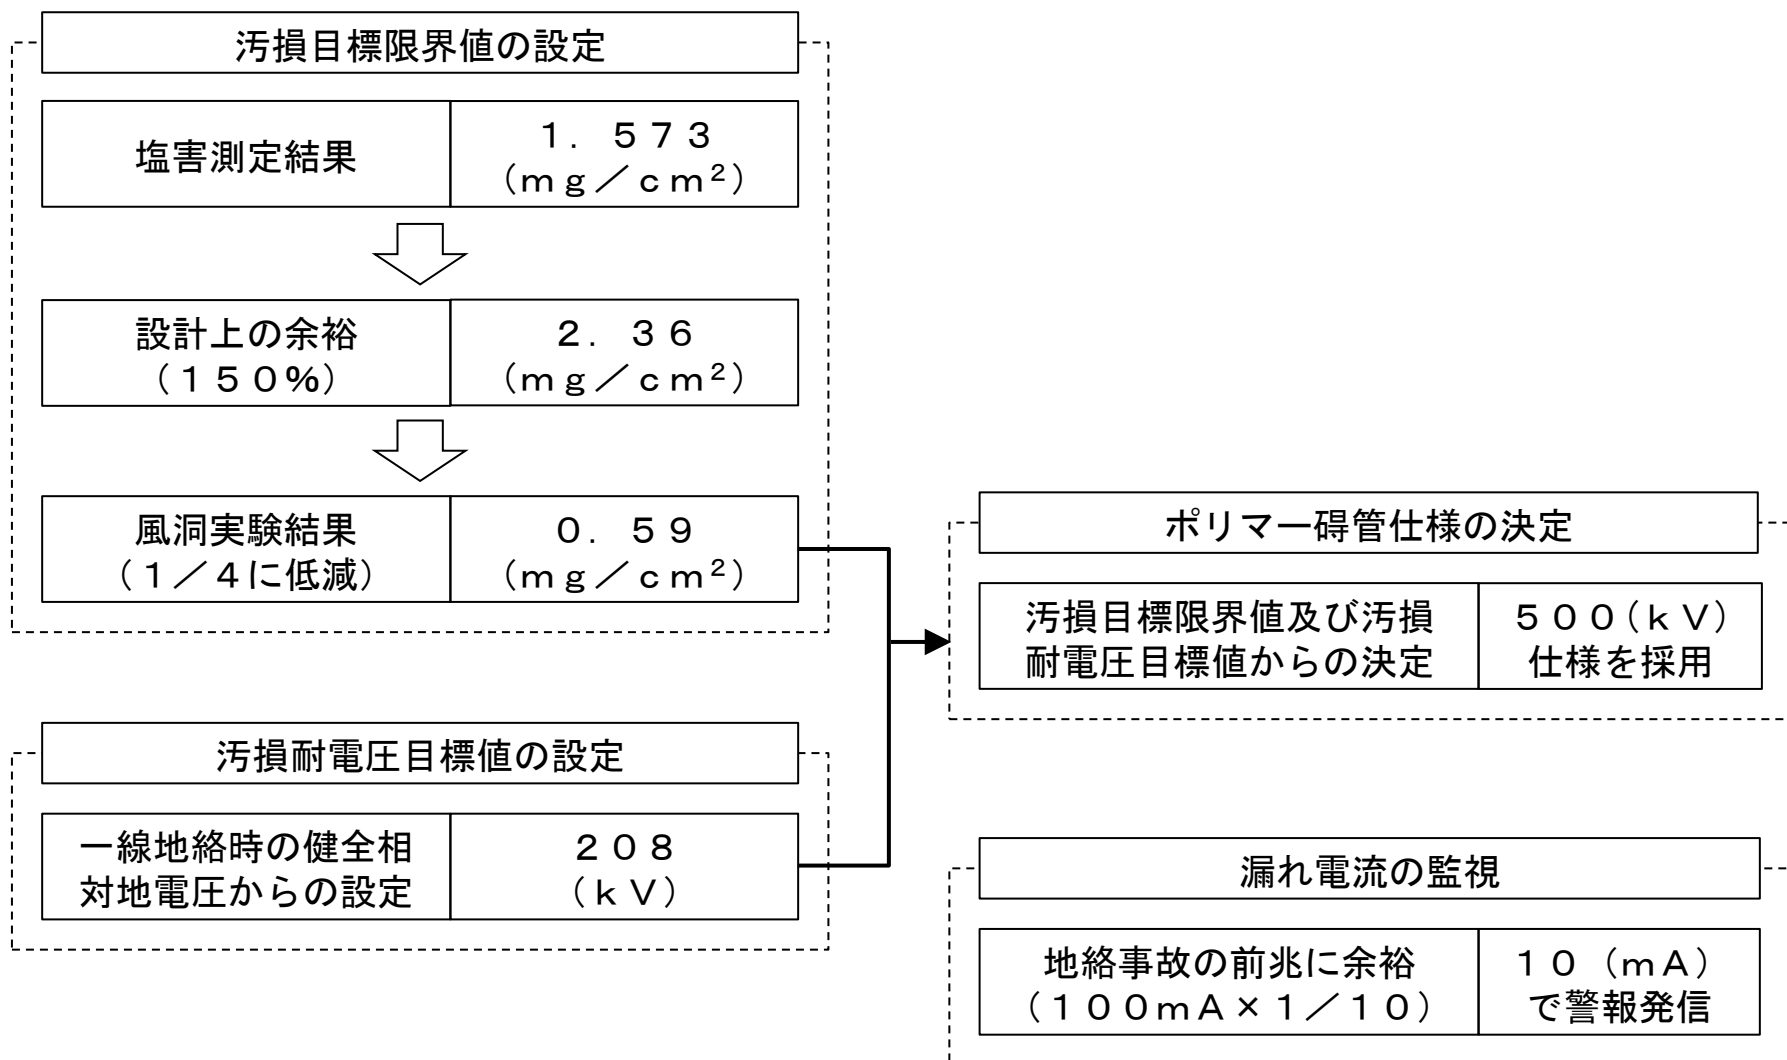 汚損目標限界値の設定
塩害測定結果
１．５７３
（ｍｇ／ｃｍ²）
設計上の余裕
（１５０％）
２．３６
（ｍｇ／ｃｍ²）
風洞実験結果
（１／４に低減）
０．５９
（ｍｇ／ｃｍ²）
汚損耐電圧目標値の設定
一線地絡時の健全相
対地電圧からの設定
２０８
（ｋＶ）
ポリマー碍管仕様の決定
汚損目標限界値及び汚損
耐電圧目標値からの決定
５００（ｋＶ）
仕様を採用
漏れ電流の監視
地絡事故の前兆に余裕
（１００ｍＡ×１／１０）
１０（ｍＡ）
で警報発信